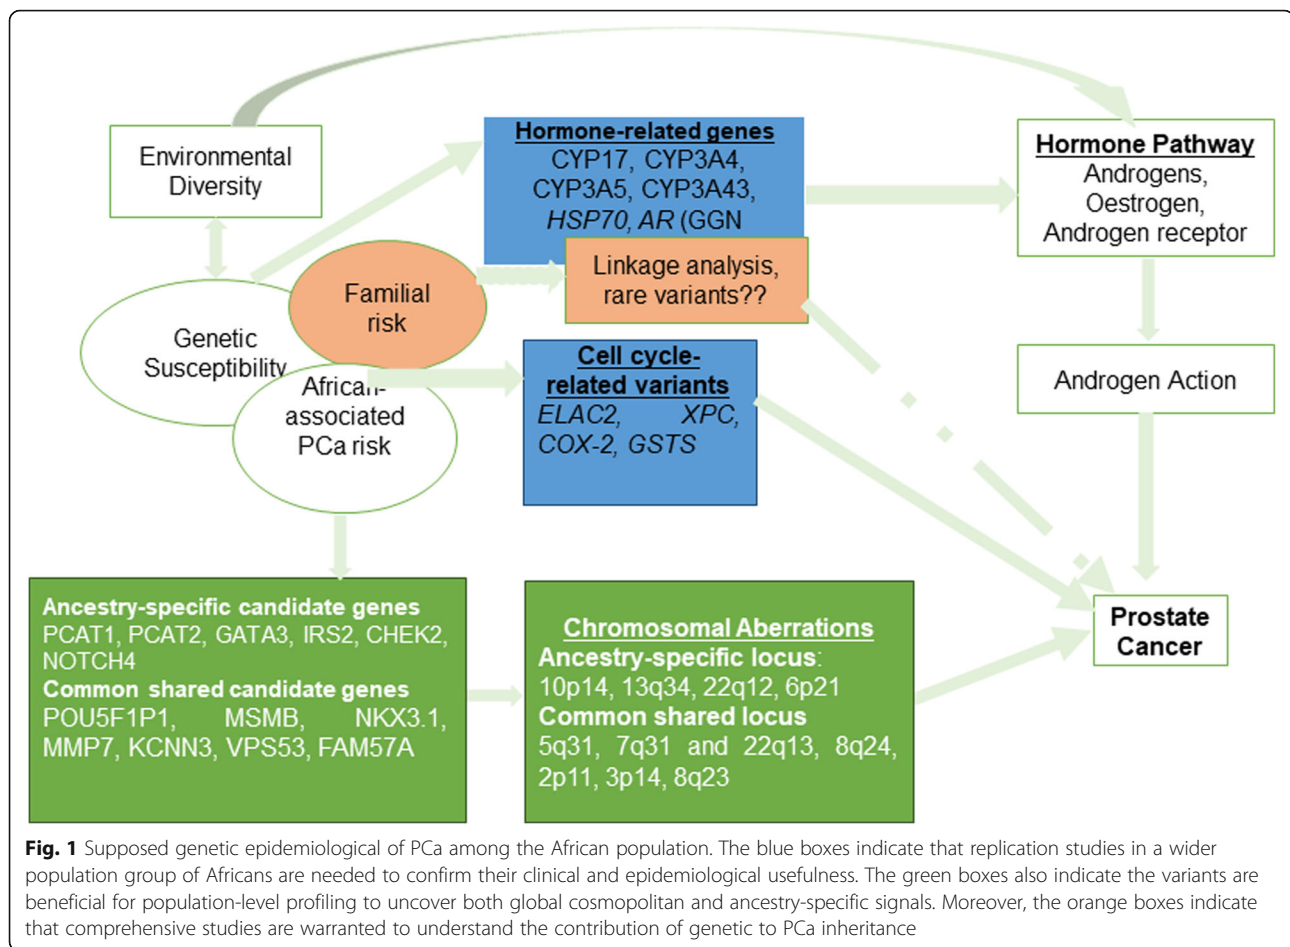 Environmental
Diversity
Hormone-related genes
CYP17, CYP3A4,
CYP3A5, CYP3A43,
HSP70, AR (GGN
Hormone Pathway
Androgens,
Oestrogen,
Androgen receptor
Familial
risk
Linkage analysis,
rare variants??
Genetic
Susceptibility
African-
associated
PCa risk
Cell cycle-
related variants
ELAC2, XPC,
COX-2, GSTS
Androgen Action
Ancestry-specific candidate genes
PCAT1, PCAT2, GATA3, IRS2, CHEK2,
NOTCH4
Common shared candidate genes
POU5F1P1, MSMB, NKX3.1,
MMP7, KCNN3, VPS53, FAM57A
Chromosomal Aberrations
Ancestry-specific locus:
10p14, 13q34, 22q12, 6p21
Common shared locus
5q31, 7q31 and 22q13, 8q24,
2p11, 3p14, 8q23
Prostate
Cancer
Fig. 1 Supposed genetic epidemiological of PCa among the African population. The blue boxes indicate that replication studies in a wider
population group of Africans are needed to confirm their clinical and epidemiological usefulness. The green boxes also indicate the variants are
beneficial for population-level profiling to uncover both global cosmopolitan and ancestry-specific signals. Moreover, the orange boxes indicate
that comprehensive studies are warranted to understand the contribution of genetic to PCa inheritance